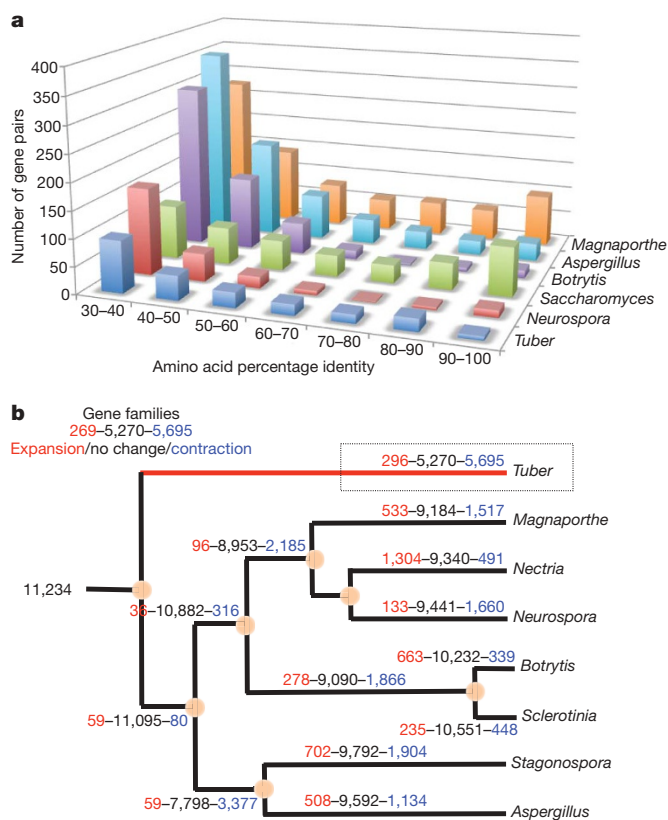 a
Number of gene pairs
400
350
300
250
200
150
100
50
0
30–40
40–50
50–60
60–70
70–80
80–90
90–100
Amino acid percentage identity
Magnaporthe
Aspergillus
Botrytis
Saccharomyces
Neurospora
Tuber
b
Gene families
269–5,270–5,695
Expansion/no change/contraction
296–5,270–5,695
Tuber
533–9,184–1,517
Magnaporthe
96–8,953–2,185
1,304–9,340–491
Nectria
11,234
36–10,882–316
133–9,441–1,660
Neurospora
663–10,232–339
Botrytis
278–9,090–1,866
Sclerotinia
59–11,095–80
235–10,551–448
702–9,792–1,904
Stagonospora
59–7,798–3,377
508–9,592–1,134
Aspergillus